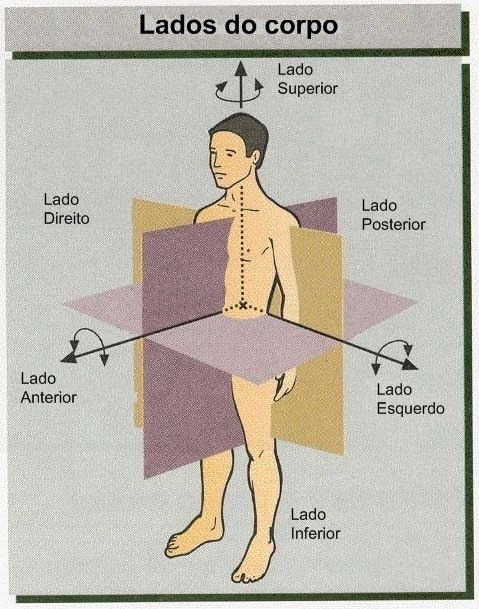 Lados do corpo
Lado
Superior
Lado
Direito
Lado
Posterior
Lado
Anterior
Lado
Esquerdo
Lado
Inferior